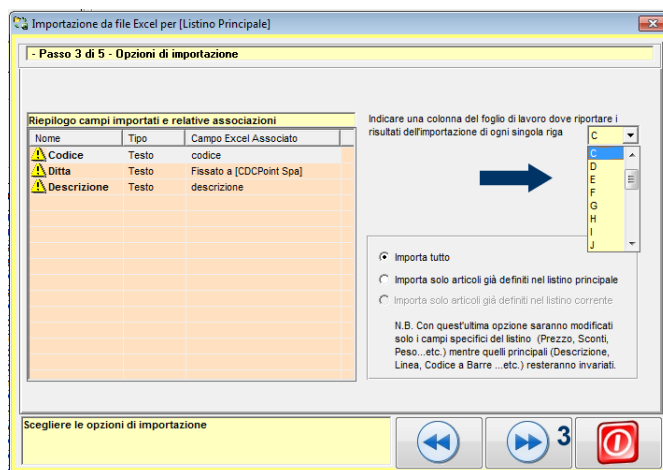 Importazione da file Excel per [Listino Principale]
- Passo 3 di 5 - Opzioni di importazione
Riepilogo campi importati e relative associazioni
Nome Tipo Campo Excel Associato
Codice Testo codice
Ditta Testo Fissato a [CDCPoint Spa]
Descrizione Testo descrizione
Indicare una colonna del foglio di lavoro dove riportare i
risultati dell'importazione di ogni singola riga
C
C
D
E
F
G
H
I
J
Importa tutto
Importa solo articoli già definiti nel listino principale
Importa solo articoli già definiti nel listino corrente
N.B. Con quest'ultima opzione saranno modificati
solo i campi specifici del listino (Prezzo, Sconti,
Peso...etc.) mentre quelli principali (Descrizione,
Linea, Codice a Barre ...etc.) resteranno invariati.
Scegliere le opzioni di importazione
3